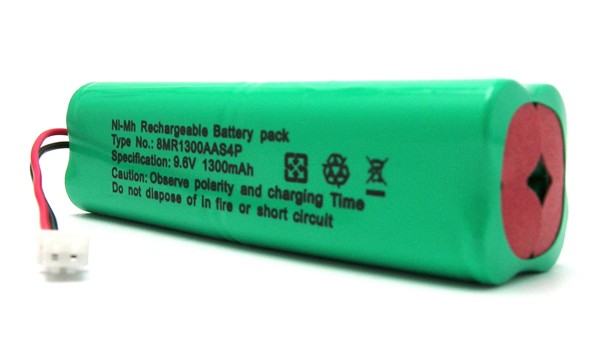 Ni-Mh Rechargeable Battery pack
Type No.: 8MR1300AAS4P
Specification: 9.6V 1300mAh
Caution: Observe polarity and charging Time
Do not dispose of in fire or short circuit